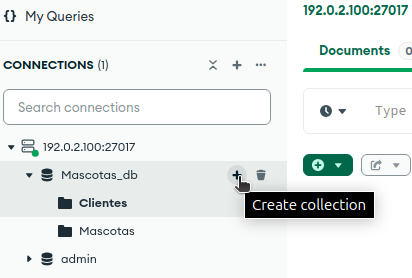 {} My Queries
192.0.2.100:27017
Documents 0
CONNECTIONS (1)
Search connections
Type
192.0.2.100:27017
Mascotas_db
Clientes
Create collection
Mascotas
admin